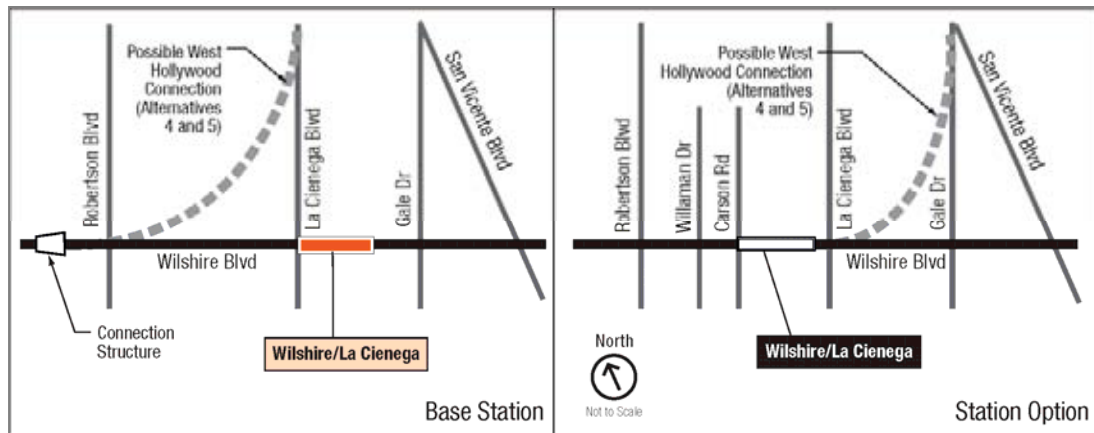 Possible West
Hollywood
Connection
(Alternatives
4 and 5)
Robertson Blvd
La Cienega Blvd
Gale Dr
San Vicente Blvd
Wilshire Blvd
Connection
Structure
Wilshire/La Cienega
Base Station
Possible West
Hollywood Connection
(Alternatives
4 and 5)
Robertson Blvd
Willaman Dr
Carson Rd
La Cienega Blvd
Gale Dr
San Vicente Blvd
Wilshire Blvd
Wilshire/La Cienega
North
Not to Scale
Station Option